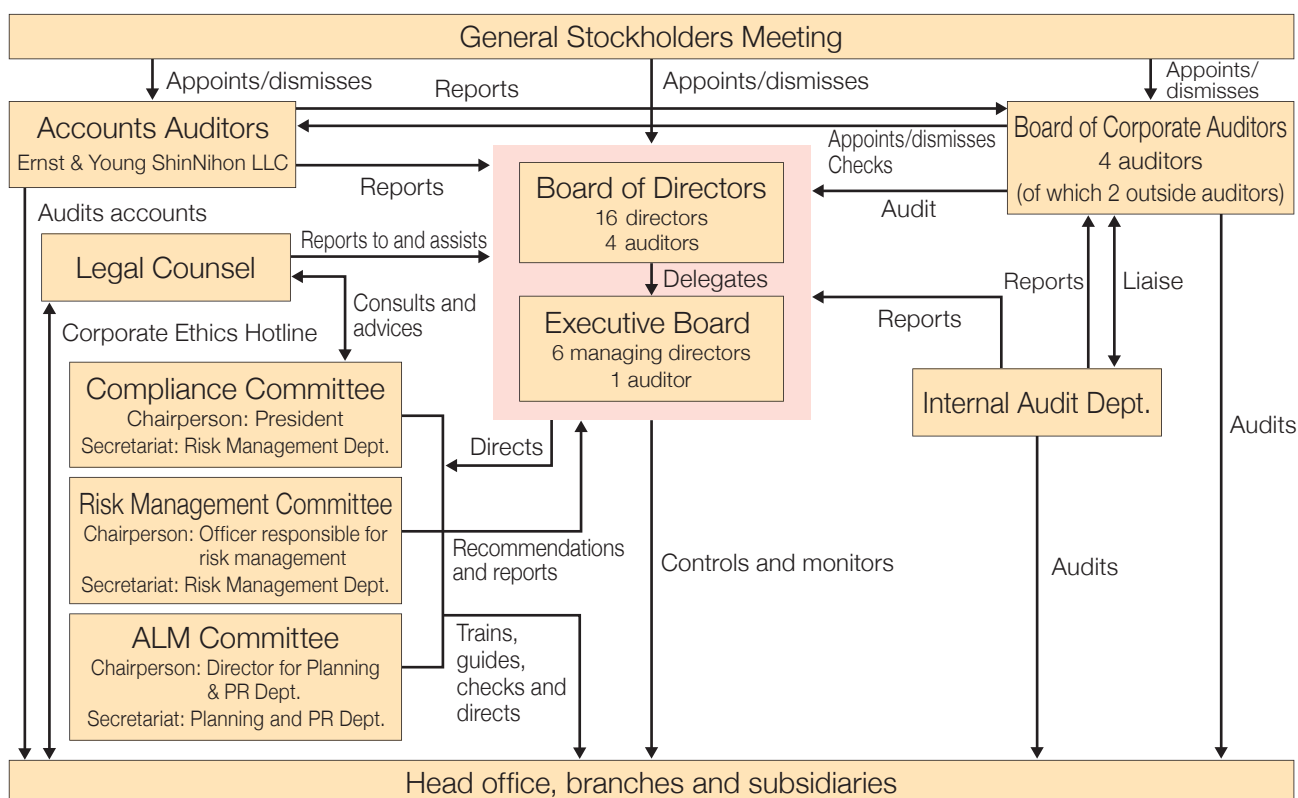 General Stockholders Meeting
Appoints/dismisses
Reports
Appoints/dismisses
Appoints/
dismisses
Accounts Auditors
Ernst & Young ShinNihon LLC
Appoints/dismisses
Checks
Board of Corporate Auditors
4 auditors
(of which 2 outside auditors)
Reports
Board of Directors
16 directors
4 auditors
Audit
Audits accounts
Legal Counsel
Reports to and assists
Delegates
Reports
Liaise
Consults and
advices
Corporate Ethics Hotline
Executive Board
6 managing directors
1 auditor
Reports
Compliance Committee
Chairperson: President
Secretariat: Risk Management Dept.
Internal Audit Dept.
Audits
Directs
Risk Management Committee
Chairperson: Officer responsible for
risk management
Secretariat: Risk Management Dept.
Recommendations
and reports
Controls and monitors
Audits
ALM Committee
Chairperson: Director for Planning
& PR Dept.
Secretariat: Planning and PR Dept.
Trains,
guides,
checks and
directs
Head office, branches and subsidiaries